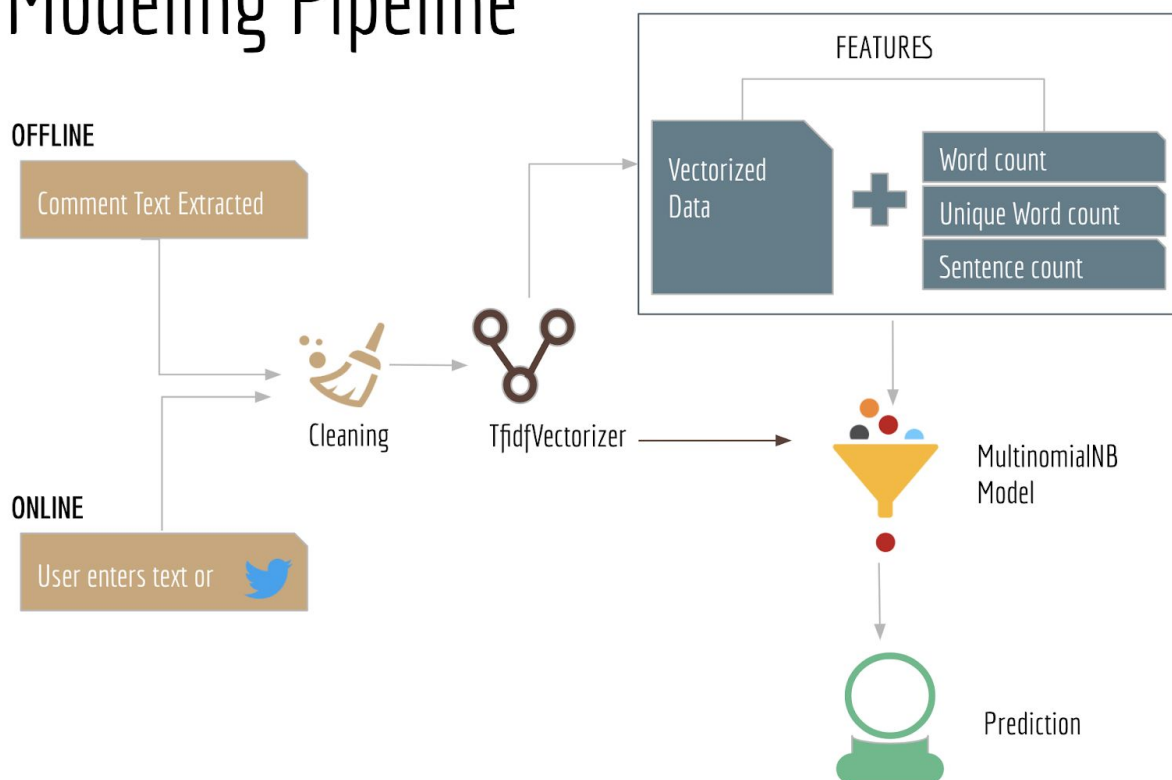 Modeling Pipeline
FEATURES
OFFLINE
Comment Text Extracted
Vectorized
Data
Word count
Unique Word count
Sentence count
Cleaning
TfidfVectorizer
MultinomialNB
Model
ONLINE
User enters text or
Prediction